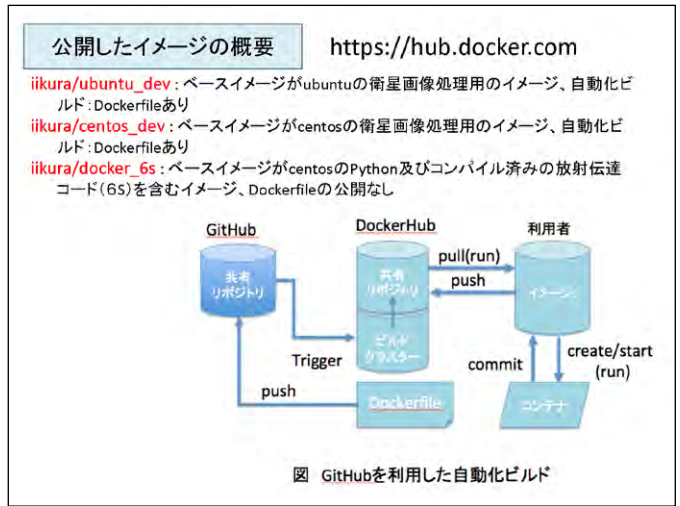 公開したイメージの概要
https://hub.docker.com
iikura/ubuntu_dev：ベースイメージがubuntuの衛星画像処理用のイメージ、自動化ビ
ルド：Dockerfileあり
iikura/centos_dev：ベースイメージがcentosの衛星画像処理用のイメージ、自動化ビ
ルド：Dockerfileあり
iikura/docker_6s：ベースイメージがcentosのPython及びコンパイル済みの放射伝達
コード（6S）を含むイメージ、Dockerfileの公開なし
GitHub
DockerHub
利用者
共有
リポジトリ
共有
リポジトリ
pull(run)
push
イメージ
ビルド
クラスター
Trigger
commit
create/start
(run)
push
Dockerfile
コンテナ
図 GitHubを利用した自動化ビルド